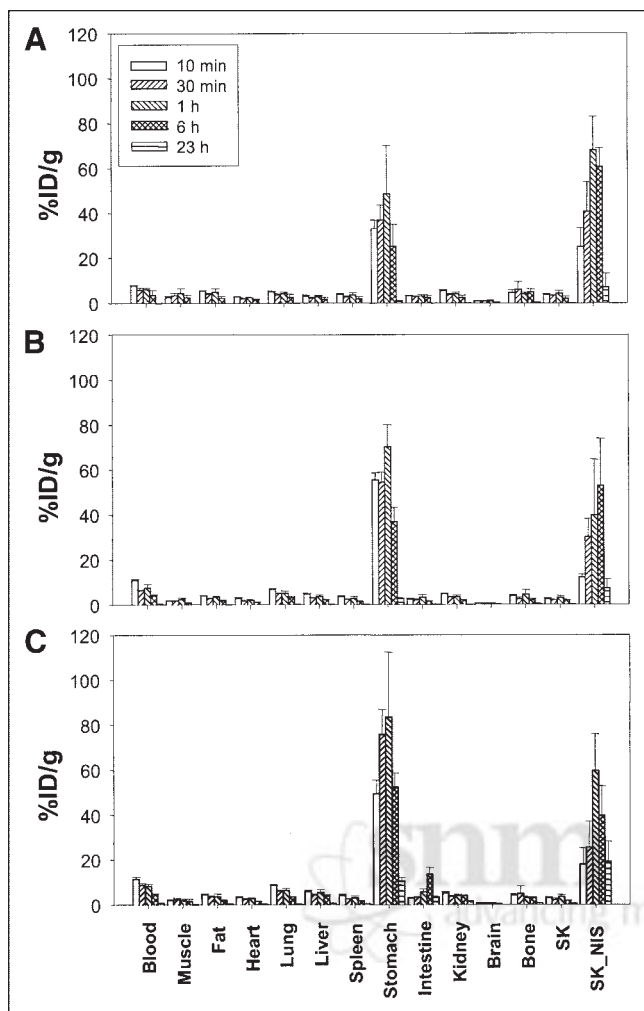 A
120
100
80
60
40
20
0
%ID/g
10 min
30 min
1 h
6 h
23 h
B
120
100
80
60
40
20
0
%ID/g
C
120
100
80
60
40
20
0
%ID/g
snm
advancing m
Blood
Muscle
Fat
Heart
Lung
Liver
Spleen
Stomach
Intestine
Kidney
Brain
Bone
SK
SK_NIS